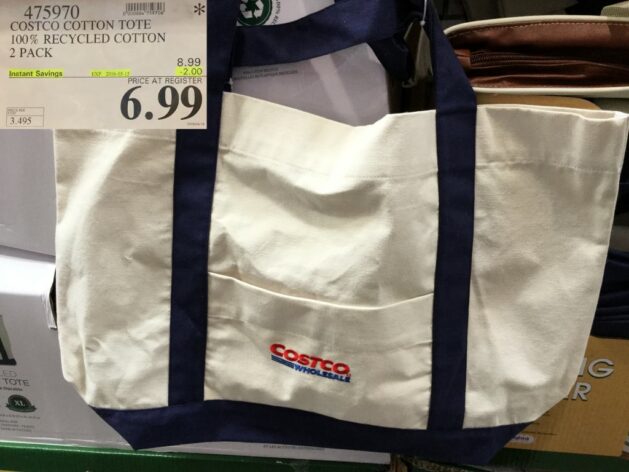 475970 *
COSTCO COTTON TOTE
100% RECYCLED COTTON
2 PACK
8.99
Instant Savings
-2.00
PRICE AT REGISTER
6.99
3.495
COSTCO
WHOLESALE
TOTE
XL
NG
R